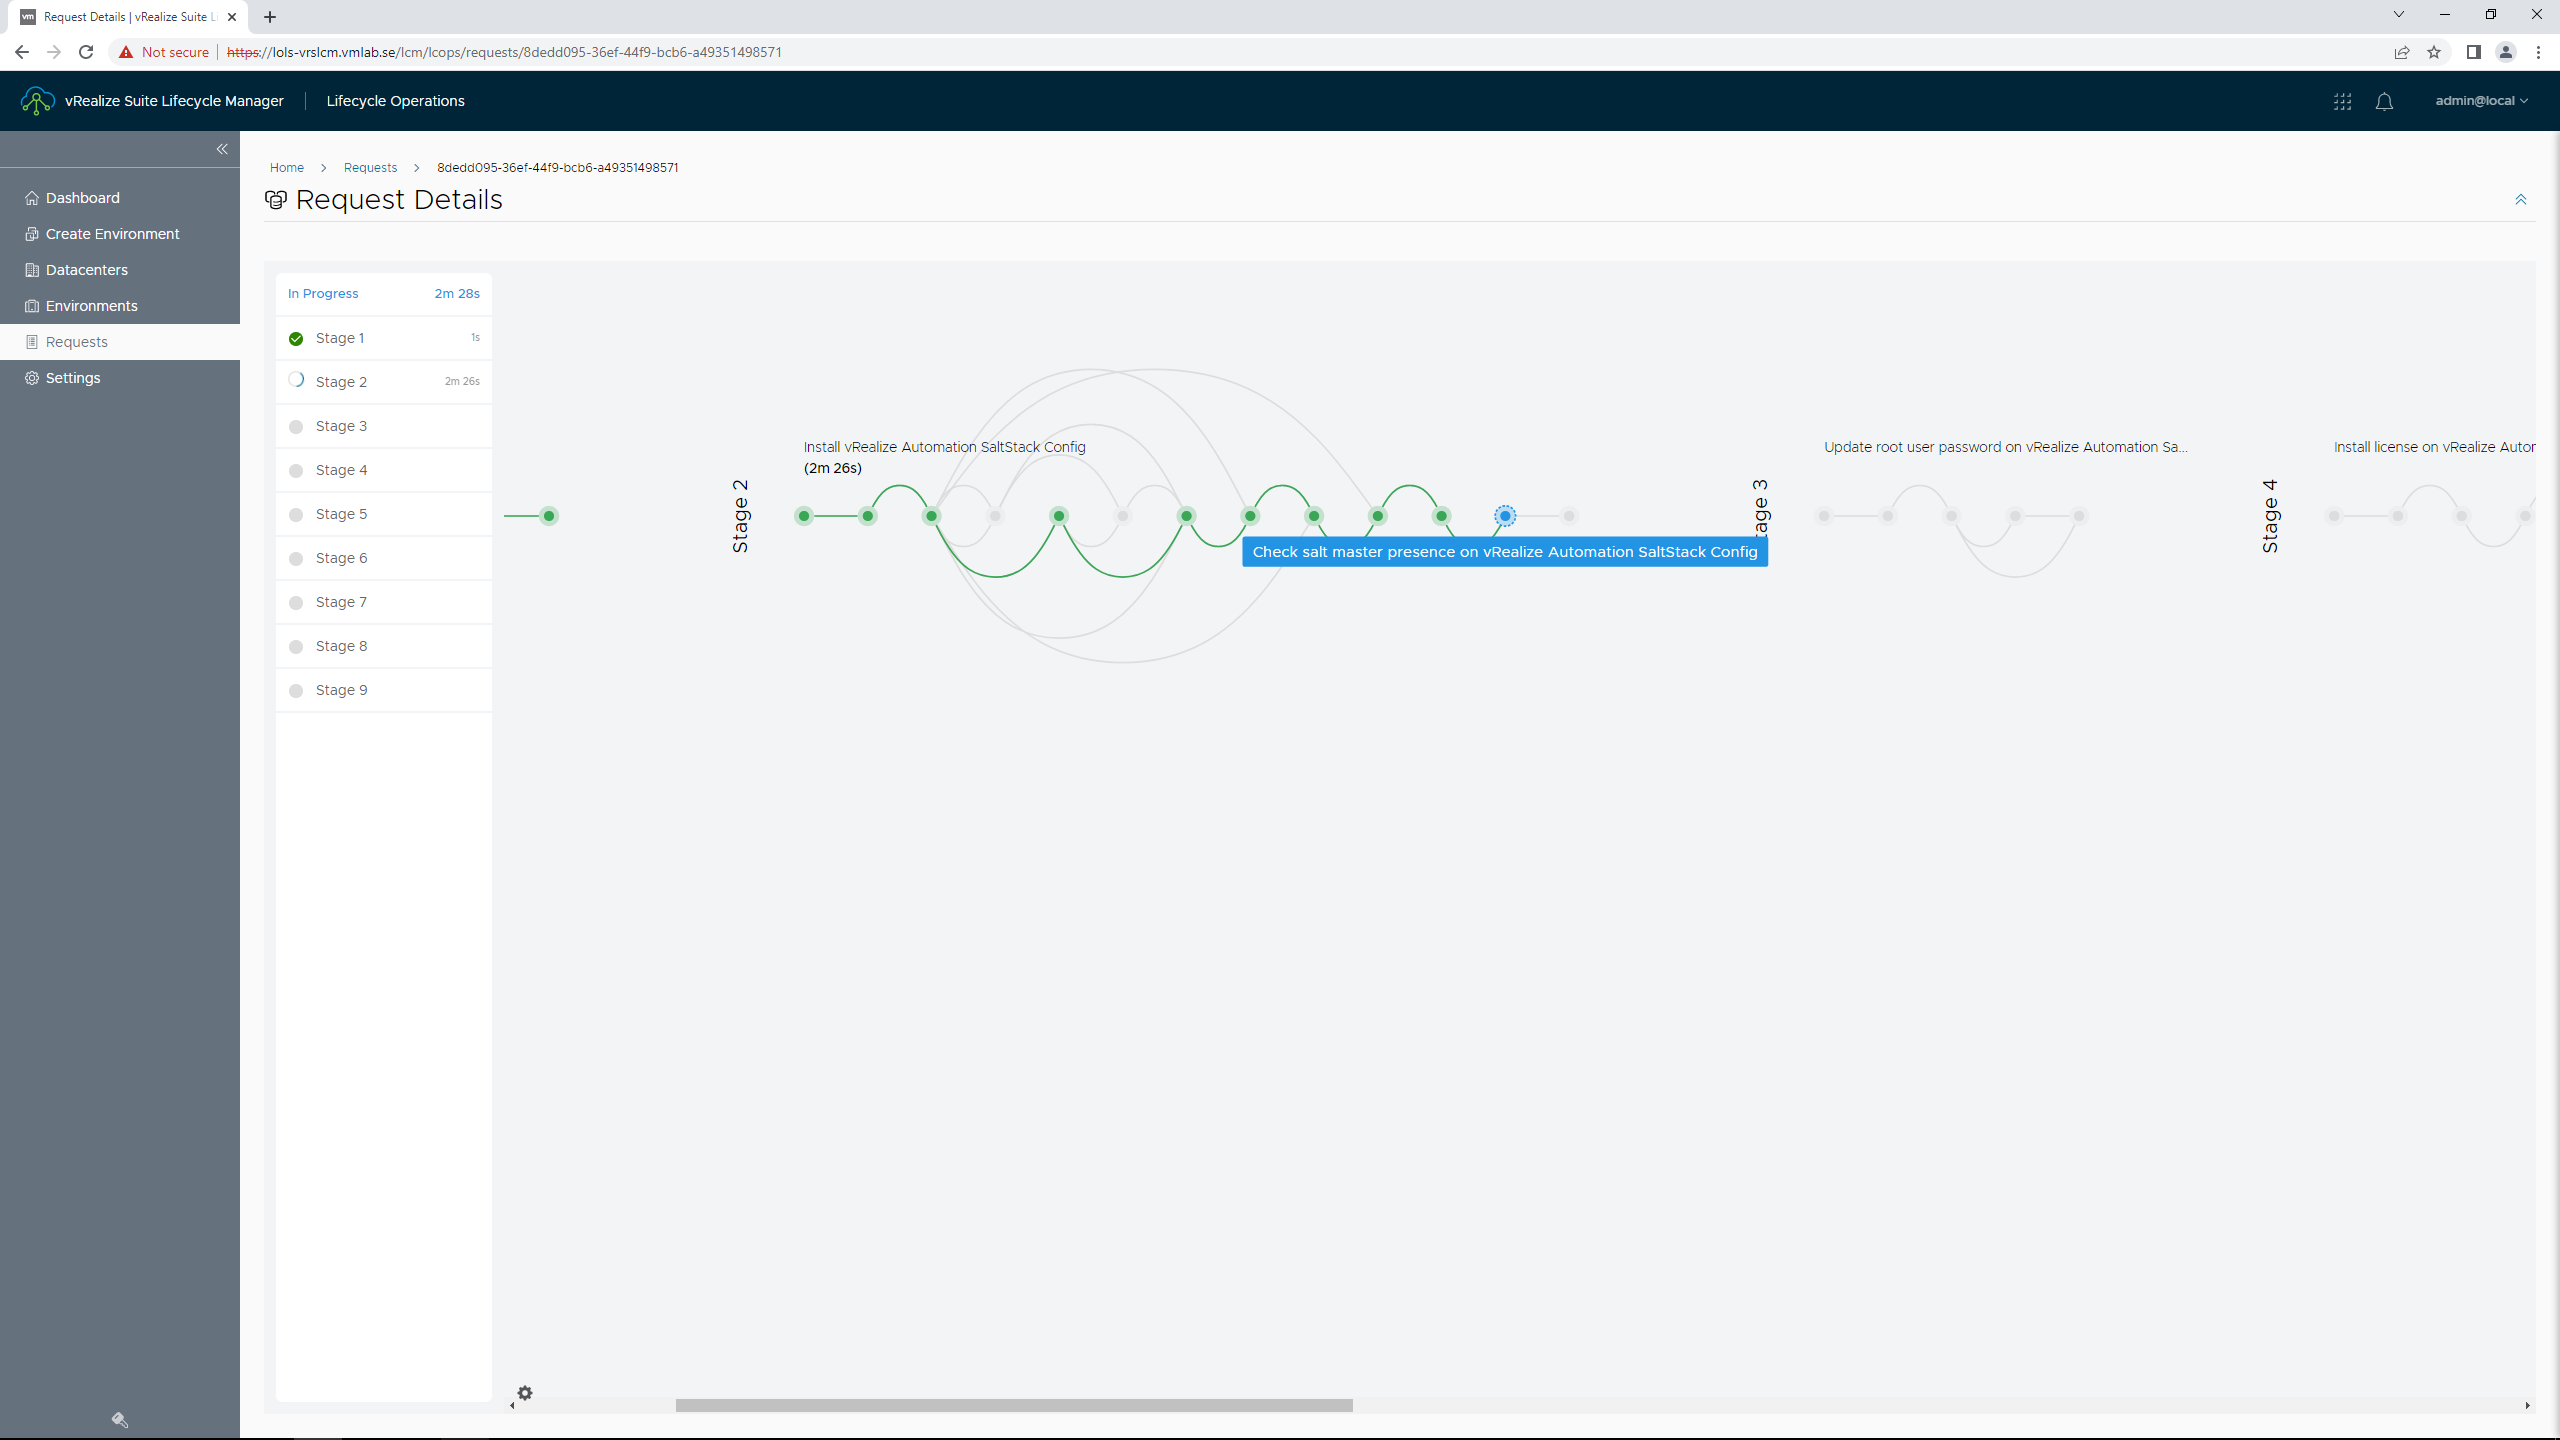 vm Request Details | vRealize Suite L
Not secure https://lols-vrslcm.vmlab.se/lcm/lcops/requests/8dedd095-36ef-44f9-bcb6-a49351498571
vRealize Suite Lifecycle Manager Lifecycle Operations admin@local
Dashboard
Create Environment
Datacenters
Environments
Requests
Settings
Home > Requests > 8dedd095-36ef-44f9-bcb6-a49351498571
Request Details
In Progress 2m 28s
Stage 1 1s
Stage 2 2m 26s
Stage 3
Stage 4
Stage 5
Stage 6
Stage 7
Stage 8
Stage 9
Stage 2
Install vRealize Automation SaltStack Config
(2m 26s)
Check salt master presence on vRealize Automation SaltStack Config
tage 3
Update root user password on vRealize Automation Sa...
Stage 4
Install license on vRealize Autor